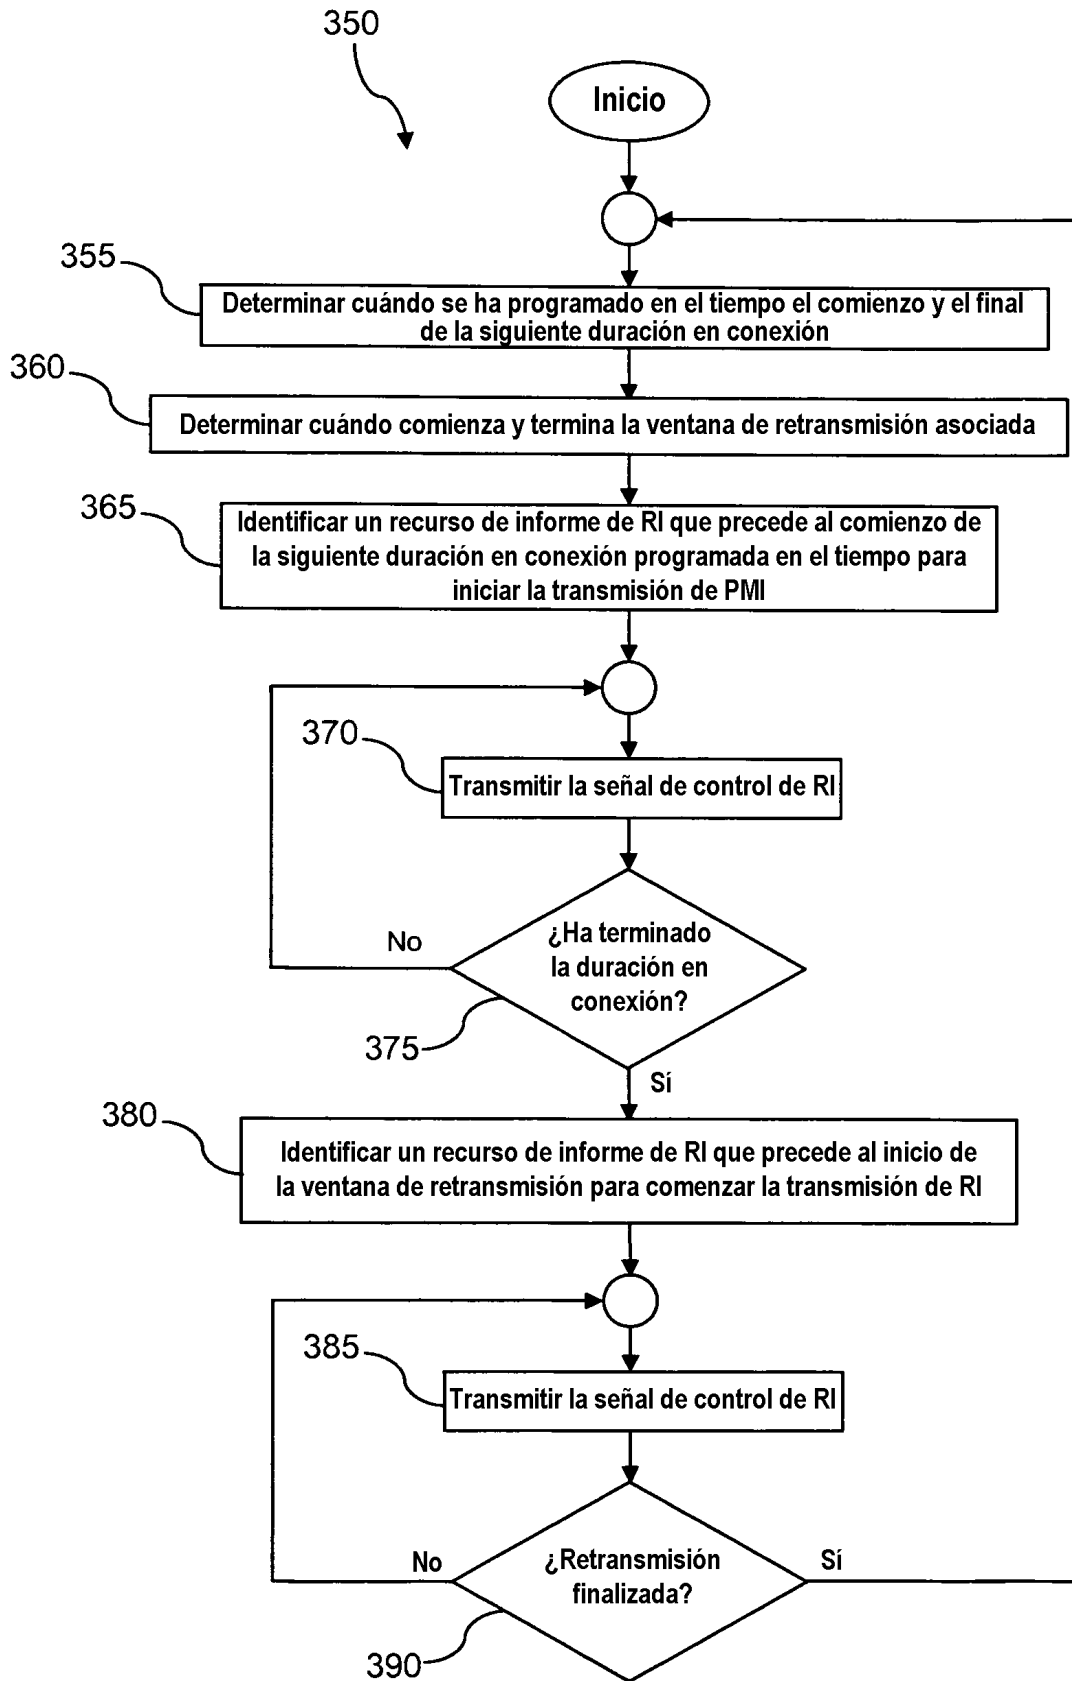 350
Inicio
355
Determinar cuándo se ha programado en el tiempo el comienzo y el final
de la siguiente duración en conexión
360
Determinar cuándo comienza y termina la ventana de retransmisión asociada
365
Identificar un recurso de informe de RI que precede al comienzo de
la siguiente duración en conexión programada en el tiempo para
iniciar la transmisión de PMI
370
Transmitir la señal de control de RI
¿Ha terminado
la duración en
conexión?
No
375
Sí
380
Identificar un recurso de informe de RI que precede al inicio de
la ventana de retransmisión para comenzar la transmisión de RI
385
Transmitir la señal de control de RI
¿Retransmisión
finalizada?
No
Sí
390